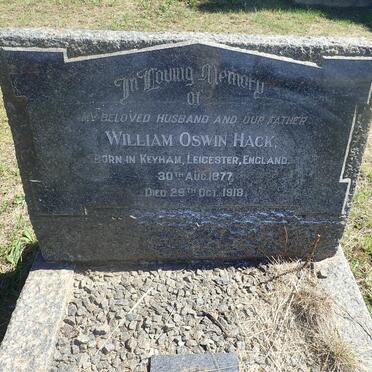 In Loving Memory
of
MY BELOVED HUSBAND AND OUR FATHER
WILLIAM OSWIN HACK,
BORN IN KEYHAM, LEICESTER, ENGLAND.
30TH AUG. 1877.
DIED 29TH OCT. 1918.